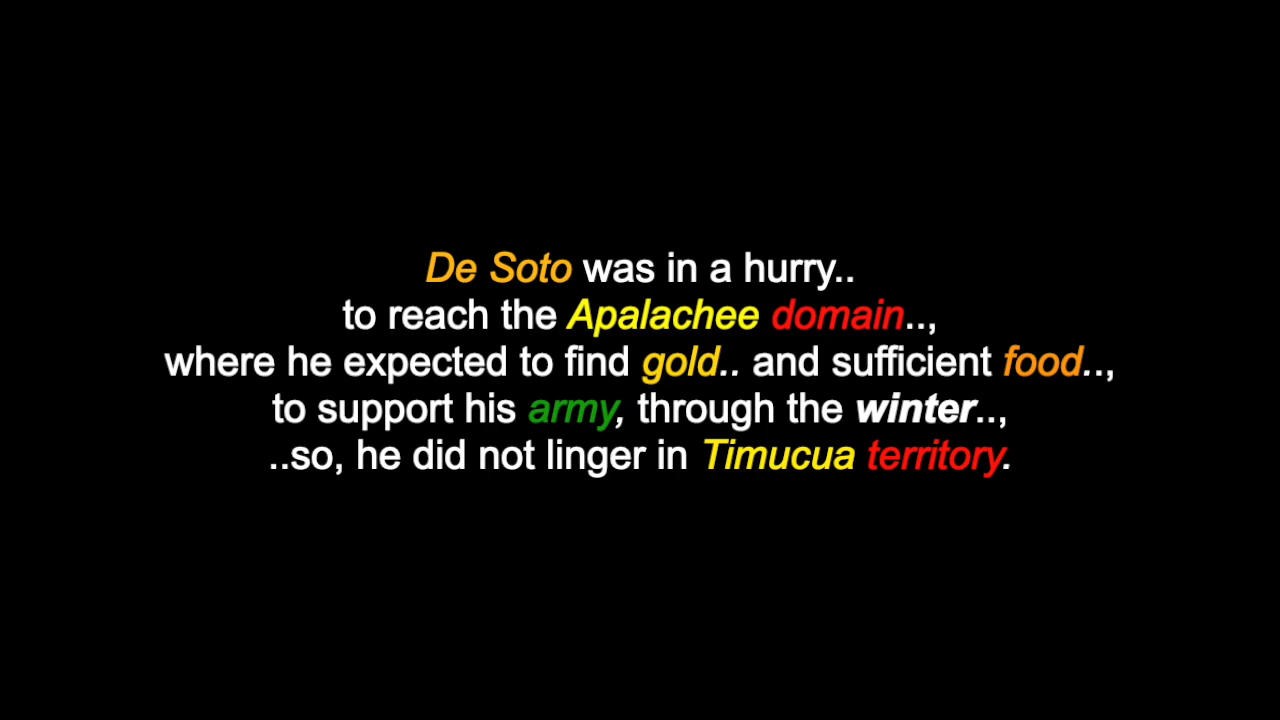 De Soto was in a hurry..
to reach the Apalachee domain..,
where he expected to find gold.. and sufficient food..,
to support his army, through the winter..,
..so, he did not linger in Timucua territory.